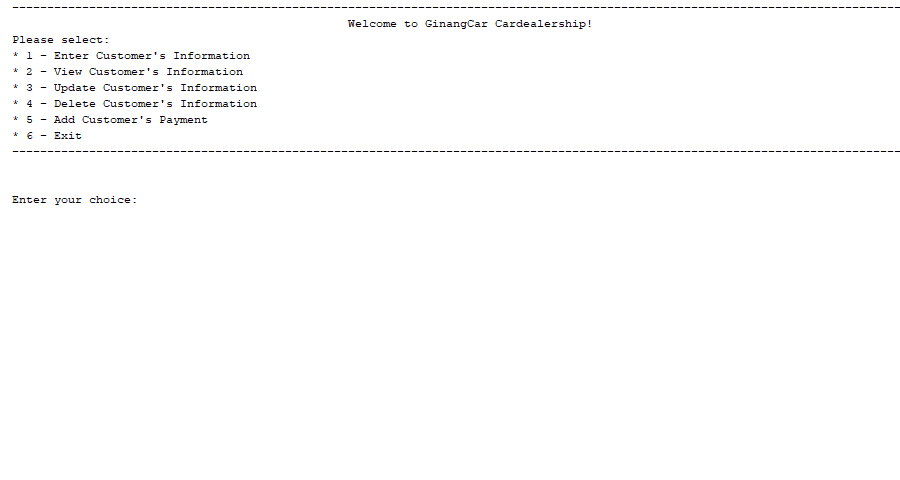 --------------------------------------------------------------------------------------------------------------------------------
Welcome to GinangCar Cardealership!
Please select:
* 1 - Enter Customer's Information
* 2 - View Customer's Information
* 3 - Update Customer's Information
* 4 - Delete Customer's Information
* 5 - Add Customer's Payment
* 6 - Exit
--------------------------------------------------------------------------------------------------------------------------------
Enter your choice: